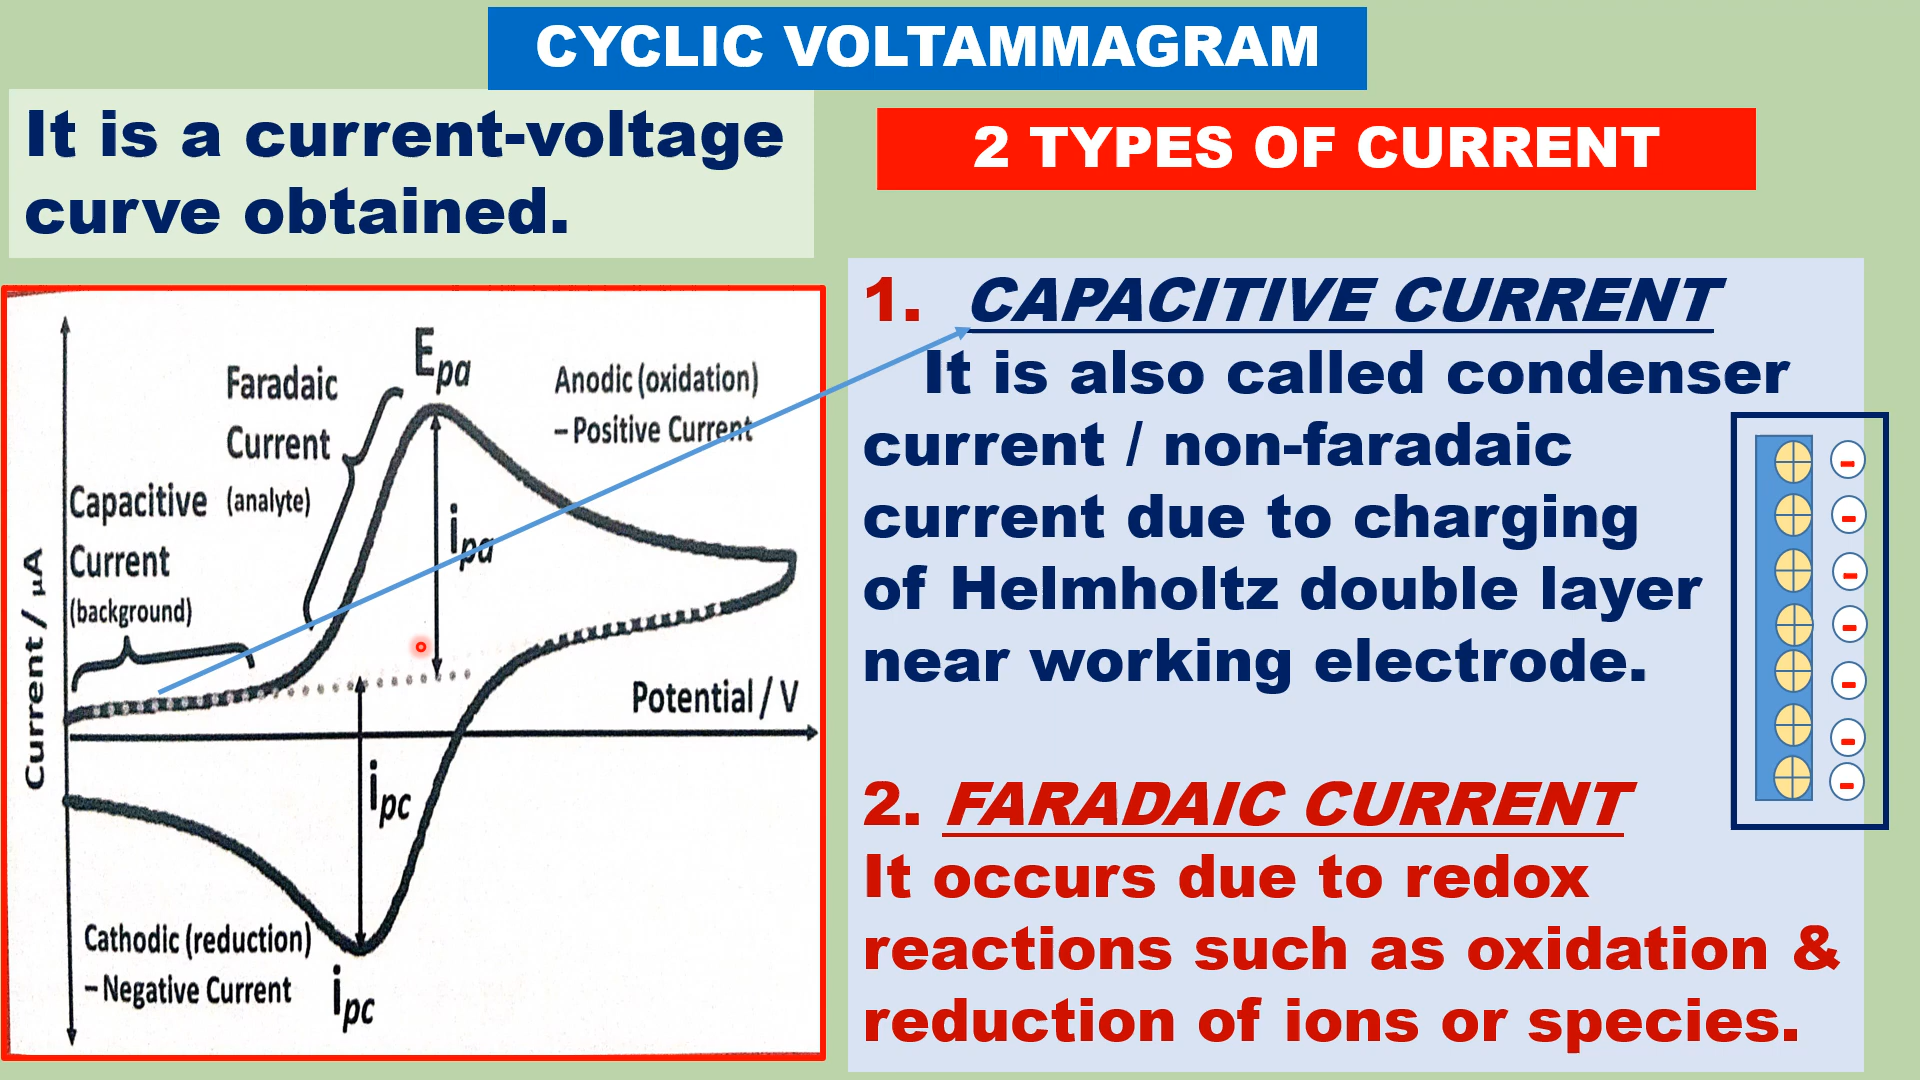 CYCLIC VOLTAMMAGRAM
It is a current-voltage
curve obtained.
2 TYPES OF CURRENT
Epa
Faradaic
Current
(analyte)
Anodic (oxidation)
– Positive Current
Capacitive
Current
(background)
ipa
Current / µA
Potential / V
ipc
Cathodic (reduction)
– Negative Current
ipc
1. CAPACITIVE CURRENT
It is also called condenser
current / non-faradaic
current due to charging
of Helmholtz double layer
near working electrode.
2. FARADAIC CURRENT
It occurs due to redox
reactions such as oxidation &
reduction of ions or species.